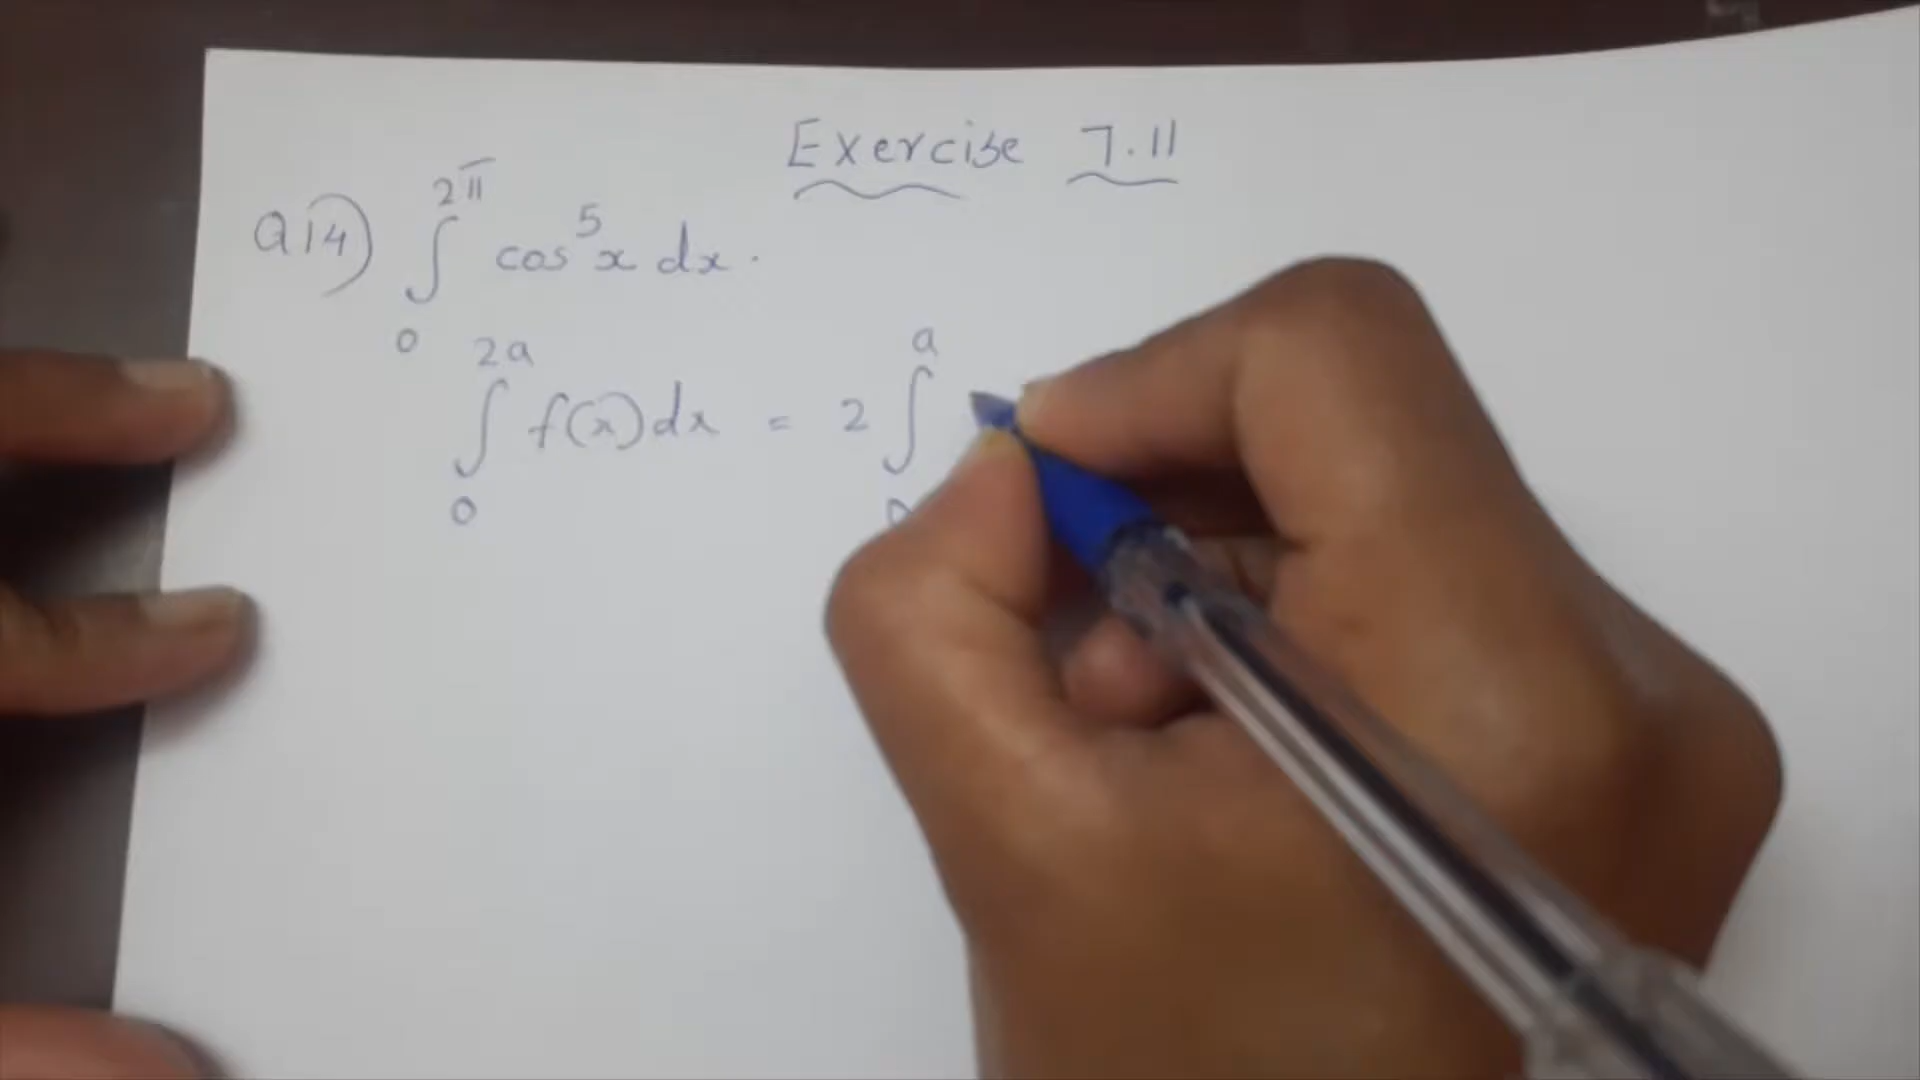 Exercise 7.11
Q14) ∫₀^2π cos⁵x dx.
∫₀^2a f(x)dx = 2 ∫₀^a